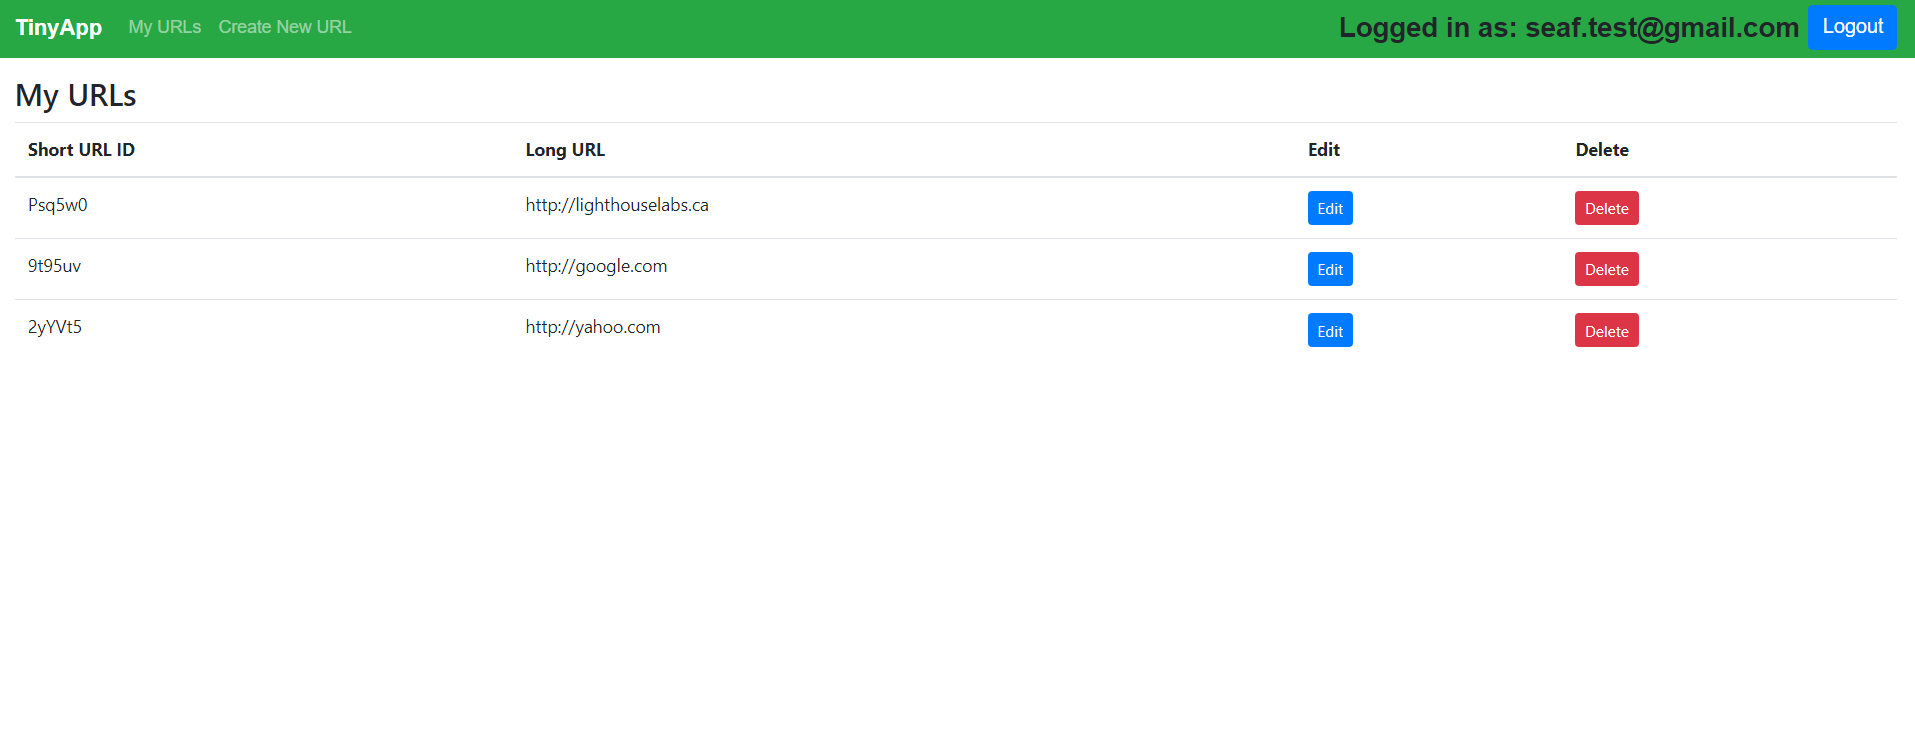 TinyApp My URLs Create New URL Logged in as: seaf.test@gmail.com Logout
My URLs
Short URL ID Long URL Edit Delete
Psq5w0 http://lighthouselabs.ca Edit Delete
9t95uv http://google.com Edit Delete
2yYVt5 http://yahoo.com Edit Delete